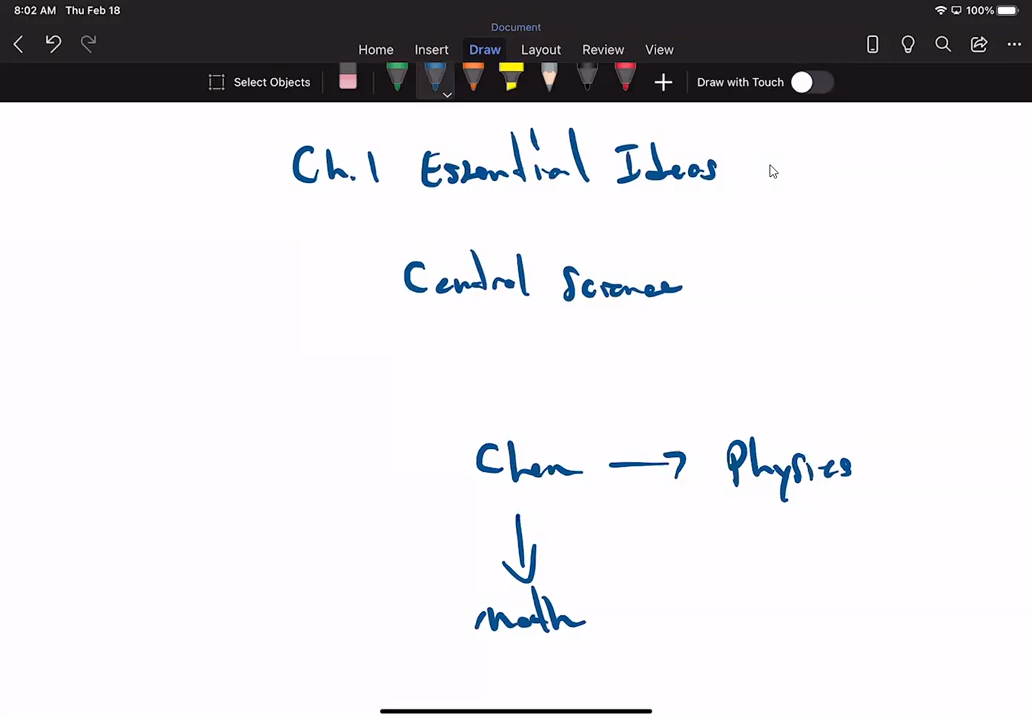 8:02 AM Thu Feb 18 100%
Document
Home Insert Draw Layout Review View
Select Objects Draw with Touch
Ch. 1 Essential Ideas
Central Science
Chem → Physics
↓
Math